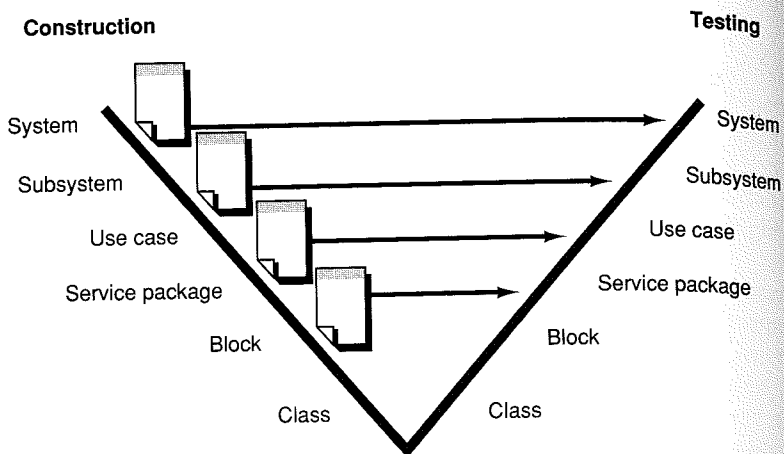 Construction
Testing
System
System
Subsystem
Subsystem
Use case
Use case
Service package
Service package
Block
Block
Class
Class